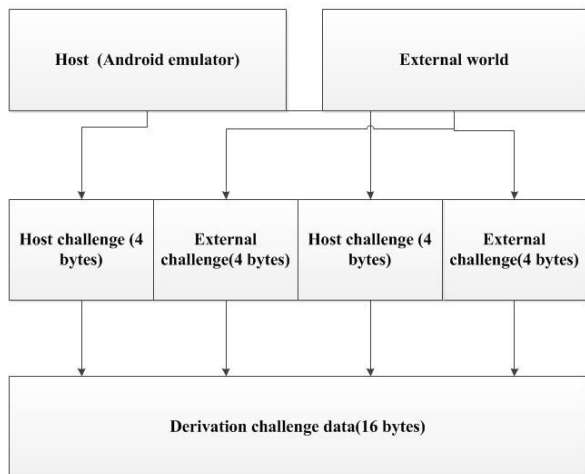 Host (Android emulator)
External world
Host challenge (4
bytes)
External
challenge(4 bytes)
Host challenge (4
bytes)
External
challenge(4 bytes)
Derivation challenge data(16 bytes)